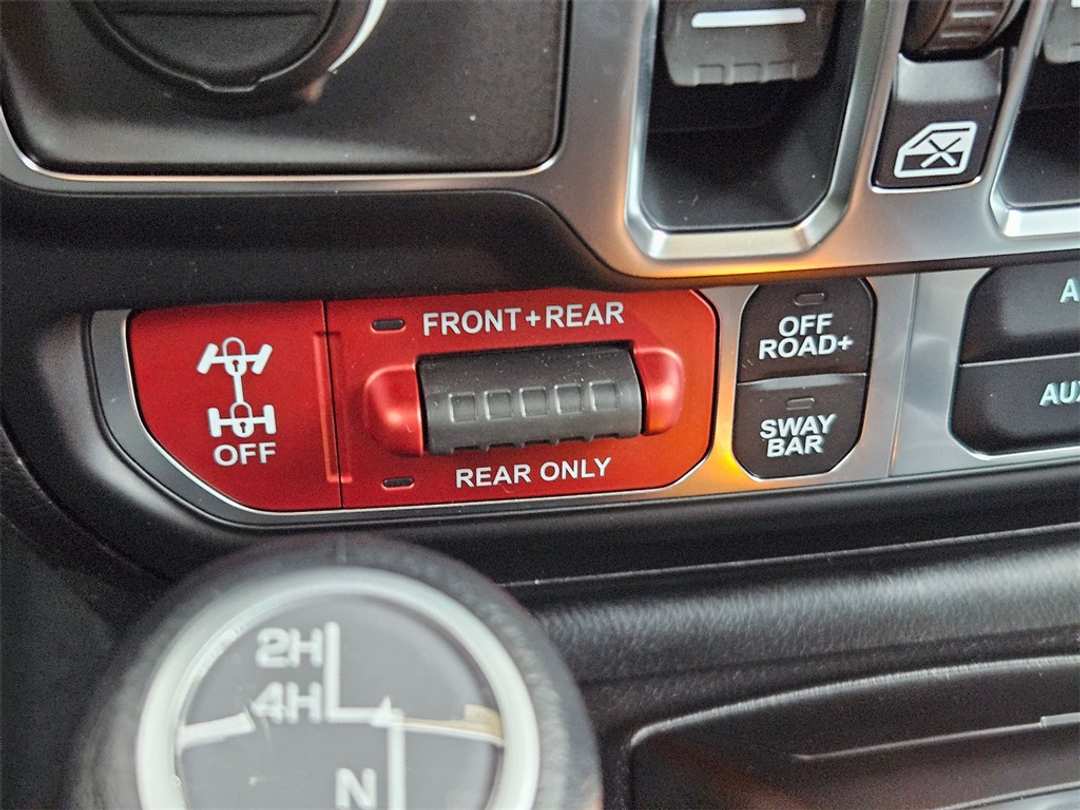 FRONT+REAR
OFF
REAR ONLY
OFF
ROAD+
SWAY
BAR
AUX
2H
4H
N